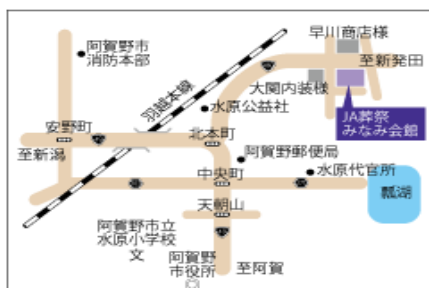 早川商店様
阿賀野市
消防本部
至新発田
大関内装様
羽越本線
水原公益社
JA葬祭
みなみ会館
安野町
北本町
至新潟
阿賀野郵便局
中央町
水原代官所
瓢湖
天朝山
阿賀野市立
水原小学校
文
阿賀野
市役所
至阿賀